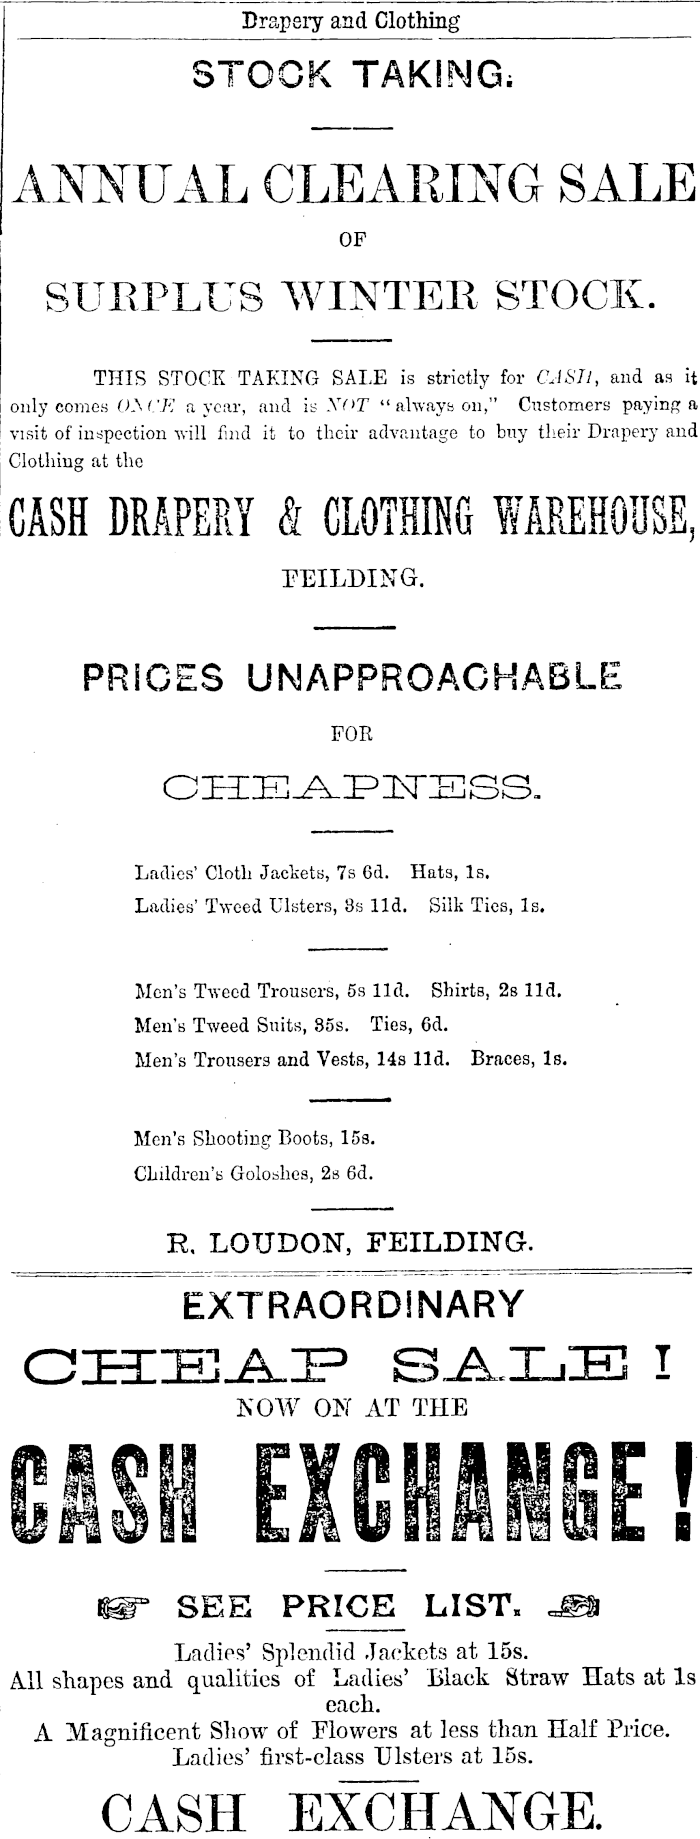 Drapery and Clothing
STOCK TAKING.
ANNUAL CLEARING SALE
OF
SURPLUS WINTER STOCK.
THIS STOCK TAKING SALE is strictly for CASH, and as it
only comes ONCE a year, and is NOT "always on," Customers paying a
visit of inspection will find it to their advantage to buy their Drapery and
Clothing at the
CASH DRAPERY & CLOTHING WAREHOUSE,
FEILDING.
PRICES UNAPPROACHABLE
FOR
CHEAPNESS.
Ladies' Cloth Jackets, 7s 6d. Hats, 1s.
Ladies' Tweed Ulsters, 3s 11d. Silk Ties, 1s.
Men's Tweed Trousers, 5s 11d. Shirts, 2s 11d.
Men's Tweed Suits, 35s. Ties, 6d.
Men's Trousers and Vests, 14s 11d. Braces, 1s.
Men's Shooting Boots, 15s.
Children's Goloshes, 2s 6d.
R. LOUDON, FEILDING.
EXTRAORDINARY
CHEAP SALE!
NOW ON AT THE
CASH EXCHANGE!
SEE PRICE LIST.
Ladies' Splendid Jackets at 15s.
All shapes and qualities of Ladies' Black Straw Hats at 1s
each.
A Magnificent Show of Flowers at less than Half Price.
Ladies' first-class Ulsters at 15s.
CASH EXCHANGE.